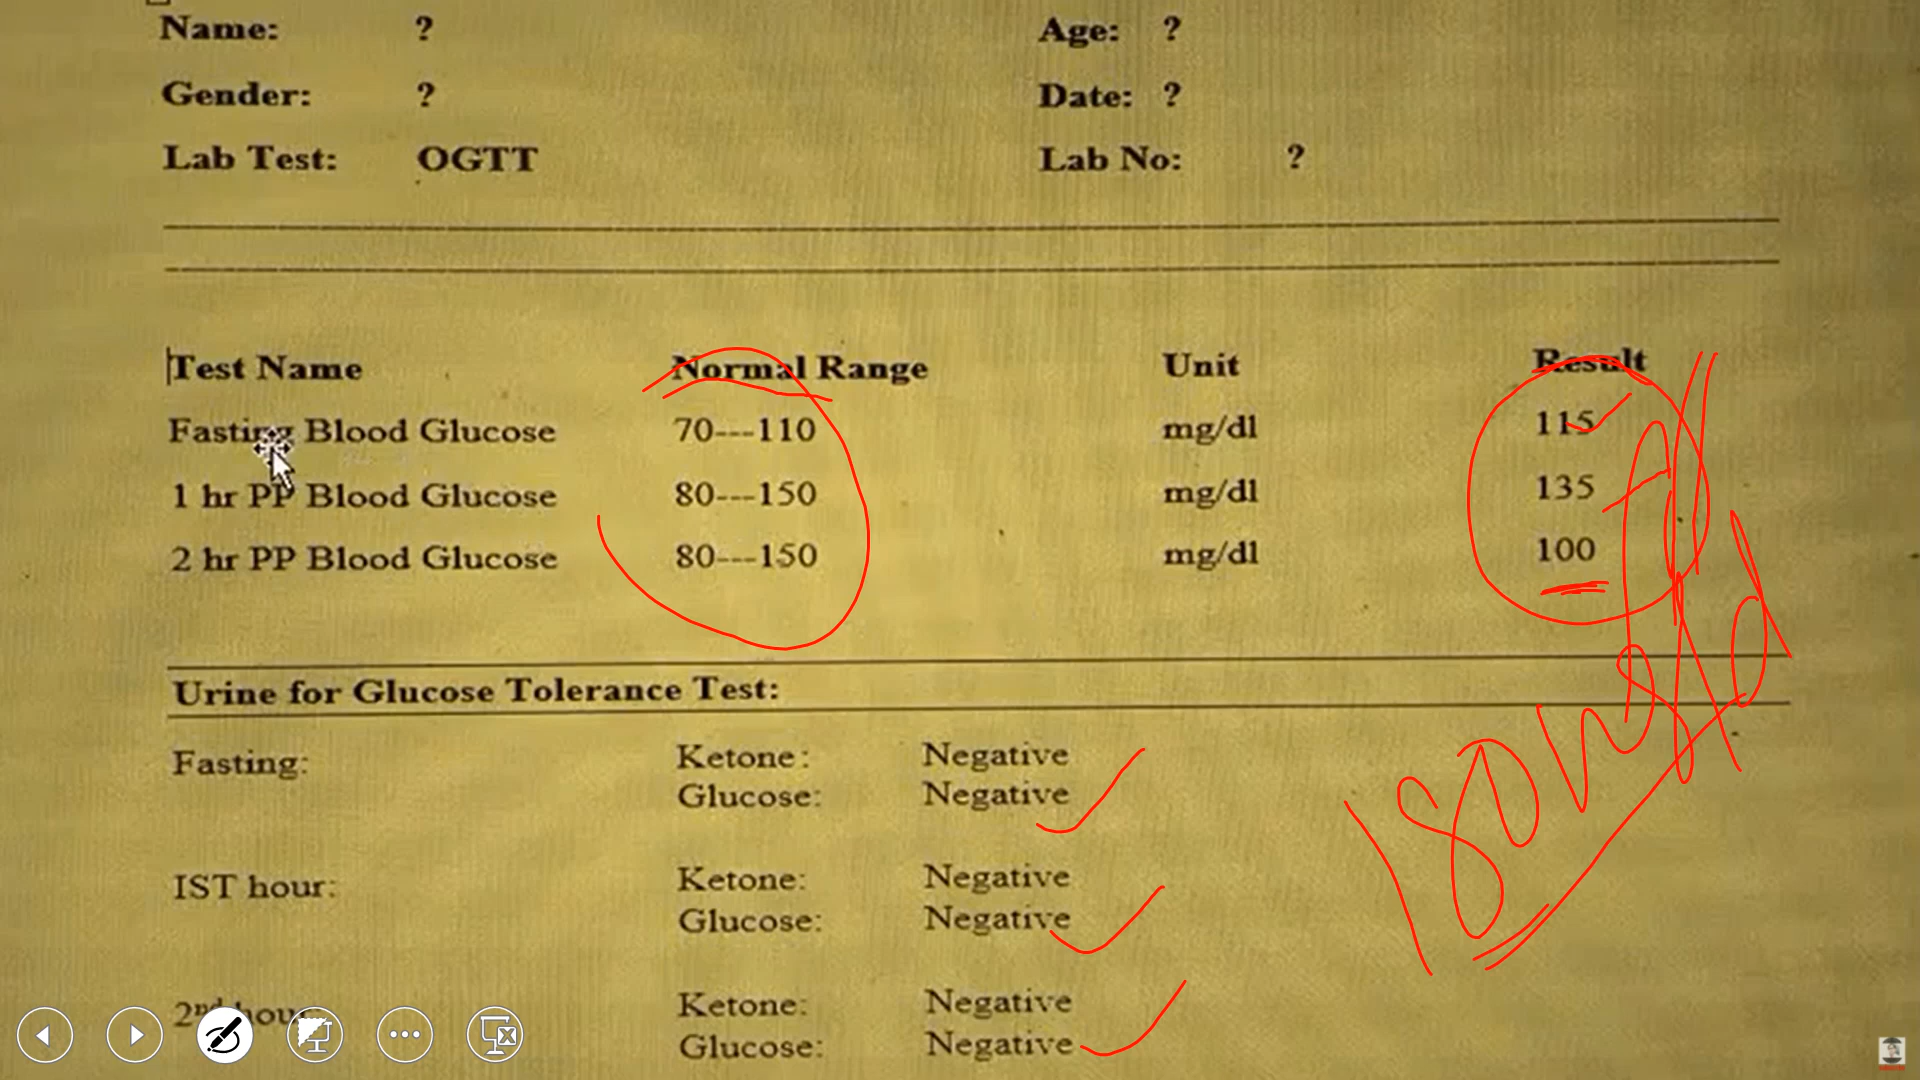 Name: ? Age: ?
Gender: ? Date: ?
Lab Test: OGTT Lab No: ?
Test Name Normal Range Unit Result
Fasting Blood Glucose 70---110 mg/dl 115
1 hr PP Blood Glucose 80---150 mg/dl 135
2 hr PP Blood Glucose 80---150 mg/dl 100
Urine for Glucose Tolerance Test:
Fasting: Ketone: Negative
Glucose: Negative
IST hour: Ketone: Negative
Glucose: Negative
2nd hour: Ketone: Negative
Glucose: Negative
180